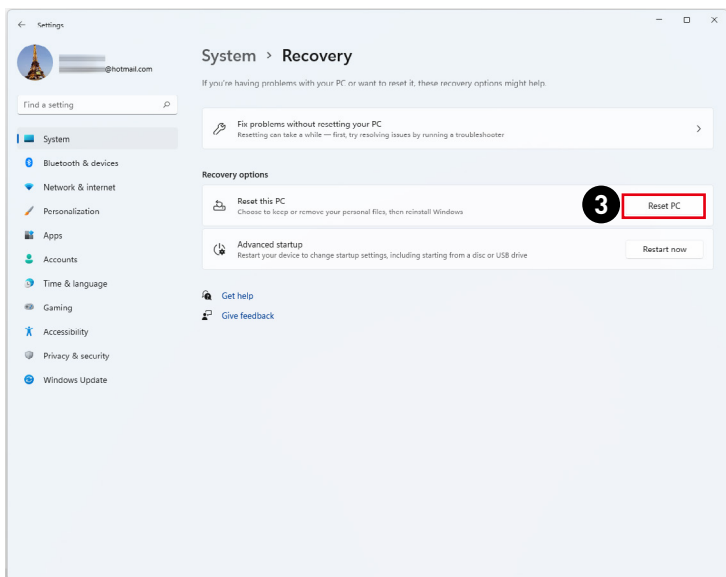 Settings
@hotmail.com
Find a setting
System
Bluetooth & devices
Network & internet
Personalization
Apps
Accounts
Time & language
Gaming
Accessibility
Privacy & security
Windows Update
System > Recovery
If you're having problems with your PC or want to reset it, these recovery options might help.
Fix problems without resetting your PC
Resetting can take a while — first, try resolving issues by running a troubleshooter
Recovery options
Reset this PC
Choose to keep or remove your personal files, then reinstall Windows
3
Reset PC
Advanced startup
Restart your device to change startup settings, including starting from a disc or USB drive
Restart now
Get help
Give feedback